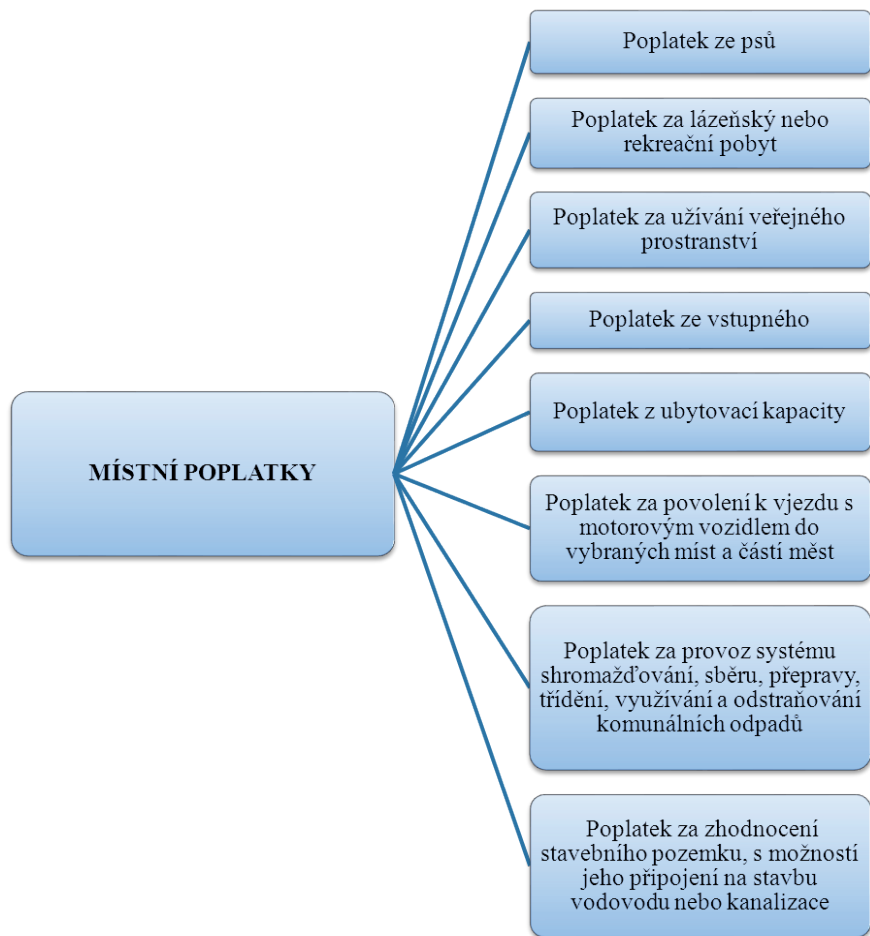 MÍSTNÍ POPLATKY
Poplatek ze psů
Poplatek za lázeňský nebo
rekreační pobyt
Poplatek za užívání veřejného
prostranství
Poplatek ze vstupného
Poplatek z ubytovací kapacity
Poplatek za povolení k vjezdu s
motorovým vozidlem do
vybraných míst a částí měst
Poplatek za provoz systému
shromažďování, sběru, přepravy,
třídění, využívání a odstraňování
komunálních odpadů
Poplatek za zhodnocení
stavebního pozemku, s možností
jeho připojení na stavbu
vodovodu nebo kanalizace